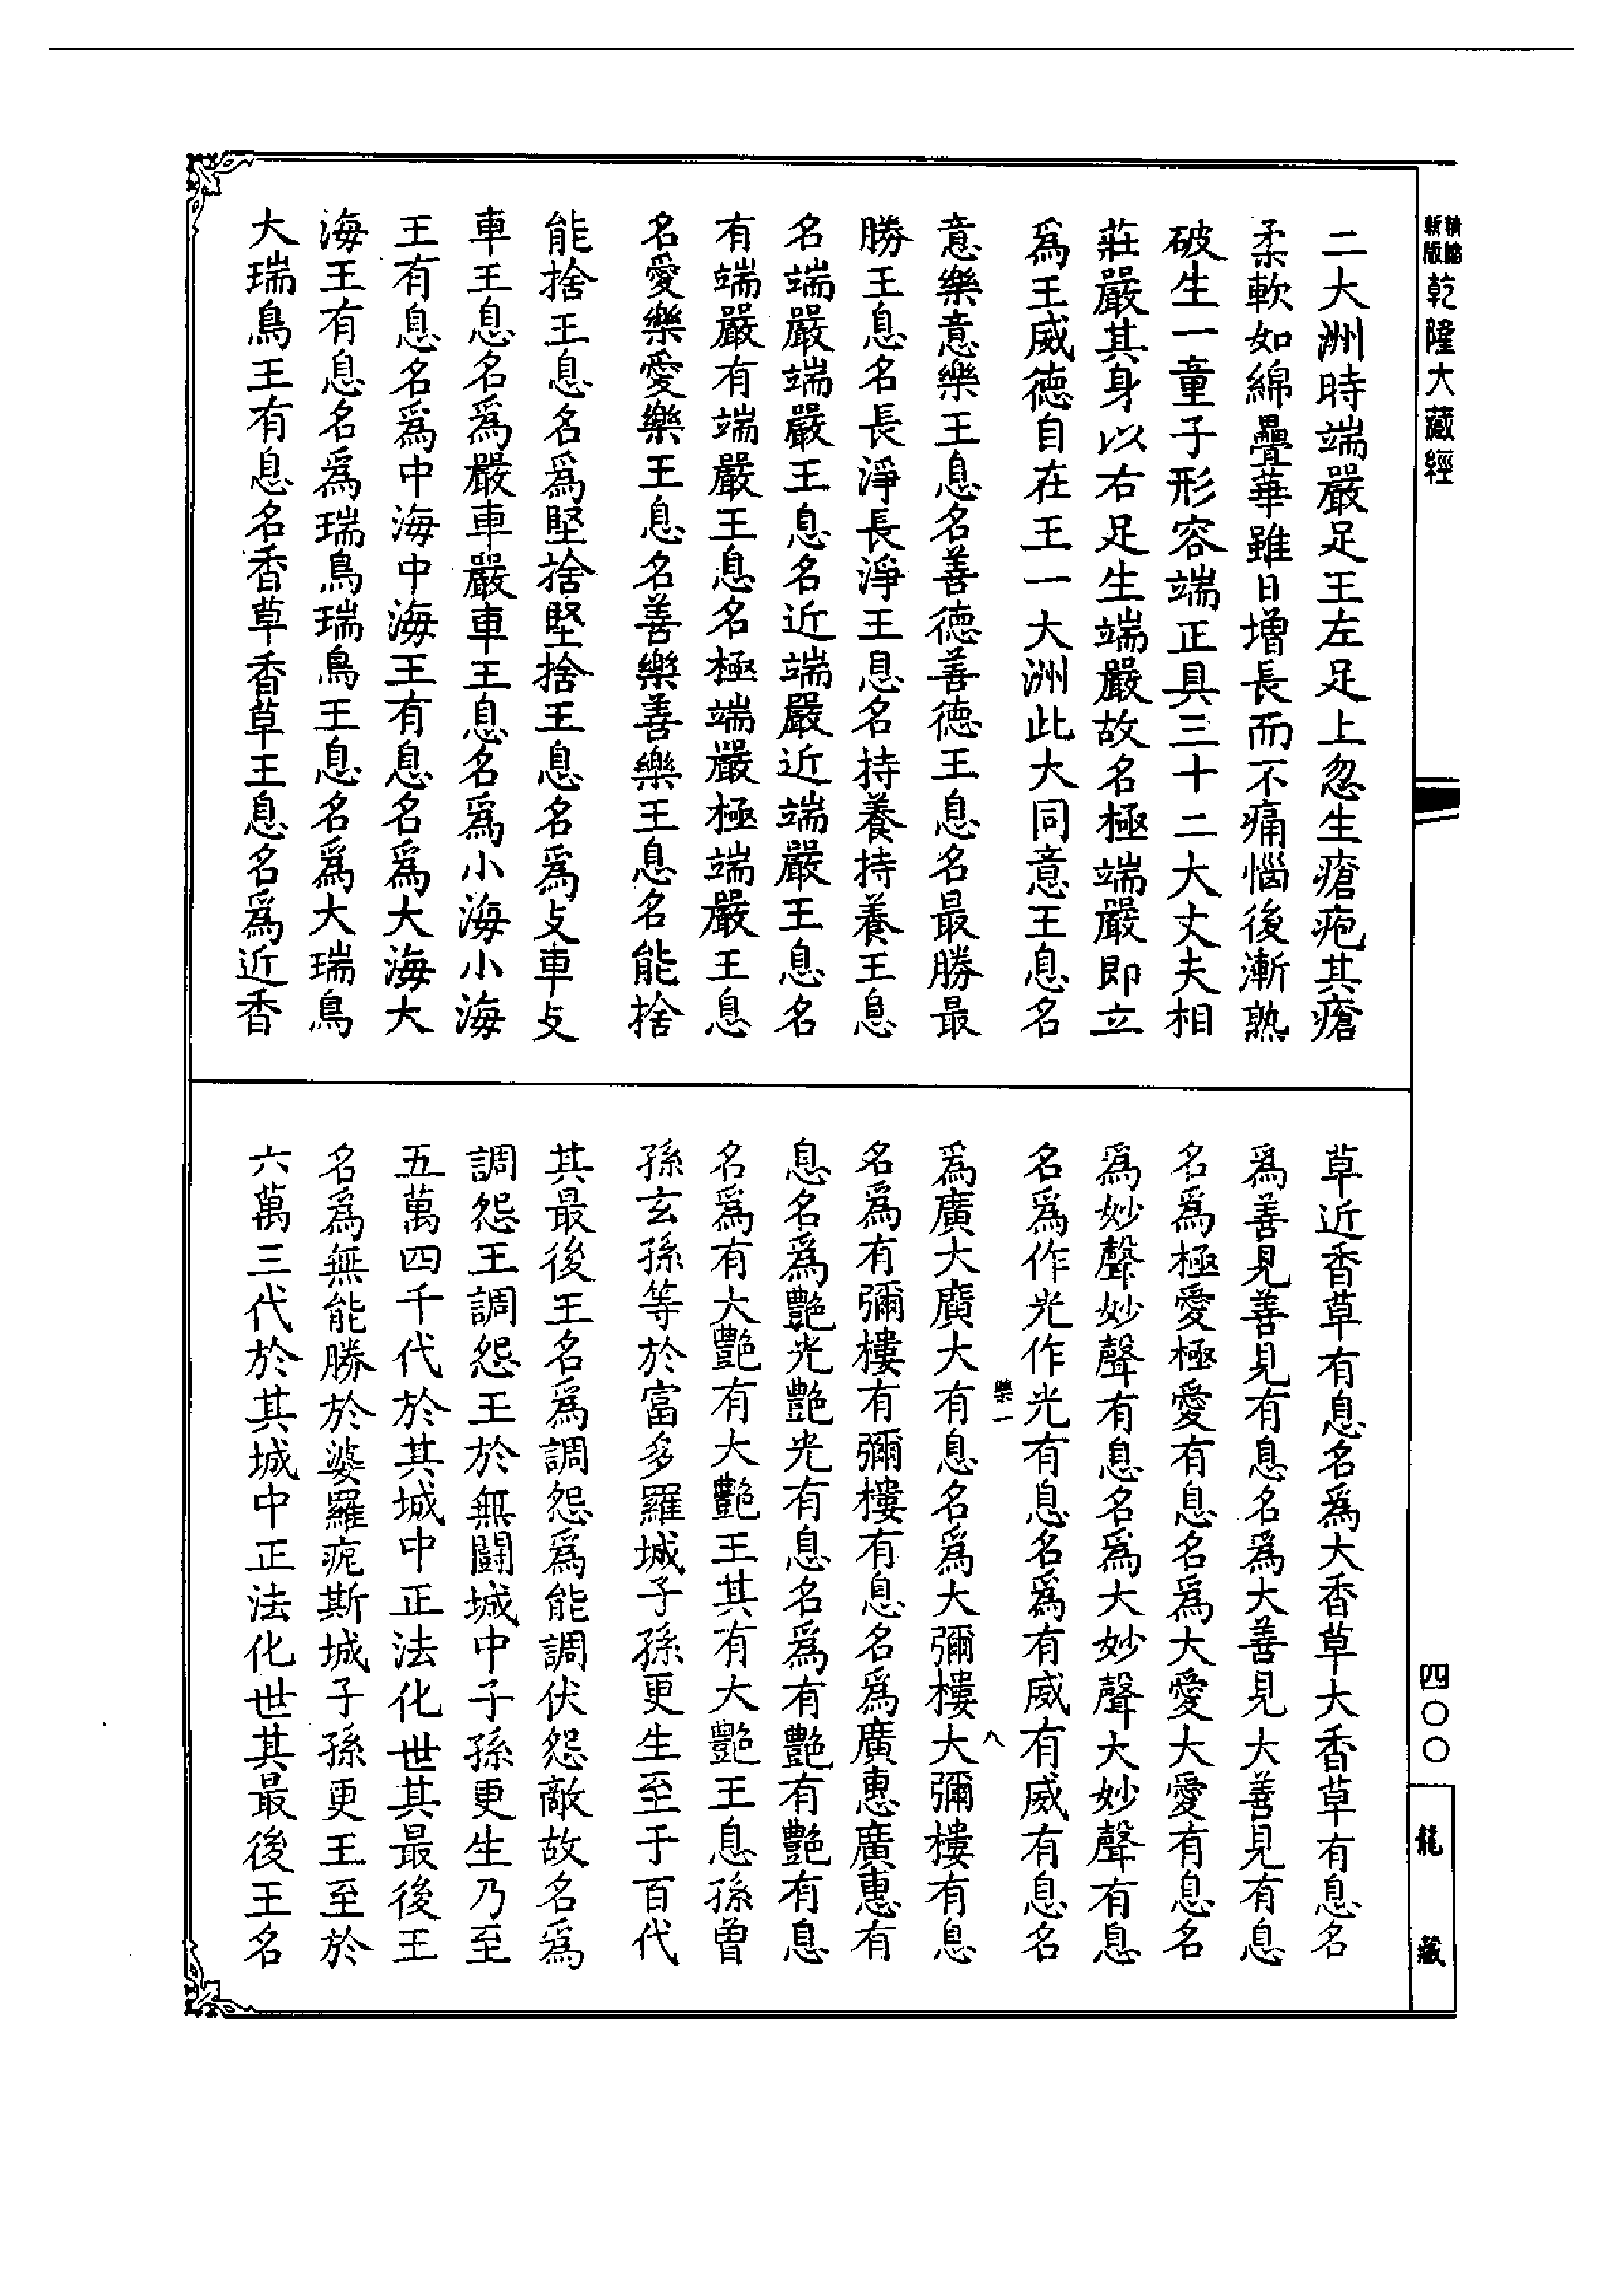 新版
精縮
乾隆大藏經
二大洲時端嚴足王左足上忽生瘡疱其瘡
柔軟如綿疊華雖日增長而不痛惱後漸熟
破生一童子形容端正具三十二大丈夫相
莊嚴其身以右足生端嚴故名極端嚴即立
爲王威德自在王一大洲此大同意王息名
意樂意樂王息名善德善德王息名最勝最
勝王息名長淨長淨王息名持養持養王息
名端嚴端嚴王息名近端嚴近端嚴王息名
有端嚴有端嚴王息名極端嚴極端嚴王息
名愛樂愛樂王息名善樂善樂王息名能捨
能捨王息名爲堅捨堅捨王息名爲攴車攴
車王息名爲嚴車嚴車王息名爲小海小海
王有息名爲中海中海王有息名爲大海大
海王有息名爲瑞鳥瑞鳥王息名爲大瑞鳥
大瑞鳥王有息名香草香草王息名爲近香
草近香草有息名爲大香草大香草有息名
爲善見善見有息名爲大善見大善見有息
名爲極愛極愛有息名爲大愛大愛有息名
爲妙聲妙聲有息名爲大妙聲大妙聲有息
名爲作光作光有息名爲有威有威有息名
樂一
八
爲廣大廣大有息名爲大彌樓大彌樓有息
名爲有彌樓有彌樓有息名爲廣惠廣惠有
息名爲艷光艷光有息名爲有艷有艷有息
名爲有大艷有大艷王其有大艷王息孫曾
孫玄孫等於富多羅城子孫更生至于百代
其最後王名爲調怨爲能調伏怨敵故名爲
調怨王調怨王於無鬪城中子孫更生乃至
五萬四千代於其城中正法化世其最後王
名爲無能勝於婆羅痆斯城子孫更王至於
六萬三代於其城中正法化世其最後王名
四〇〇
龍藏